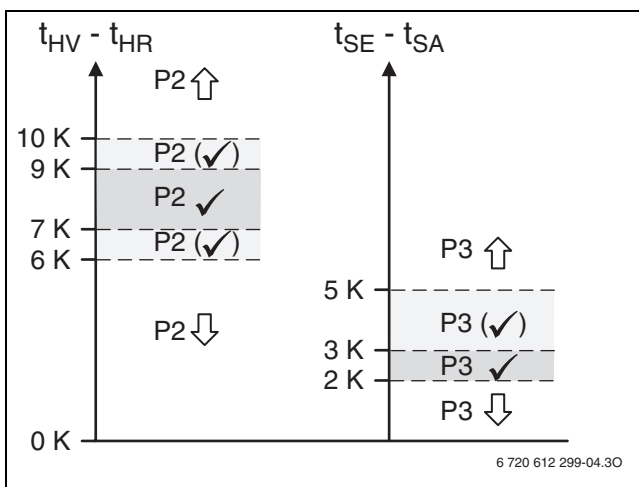 t_HV - t_HR
P2
10 K
P2 (✓)
9 K
P2 ✓
7 K
P2 (✓)
6 K
P2
0 K
t_SE - t_SA
P3
5 K
P3 (✓)
3 K
P3 ✓
2 K
P3
6 720 612 299-04.3O